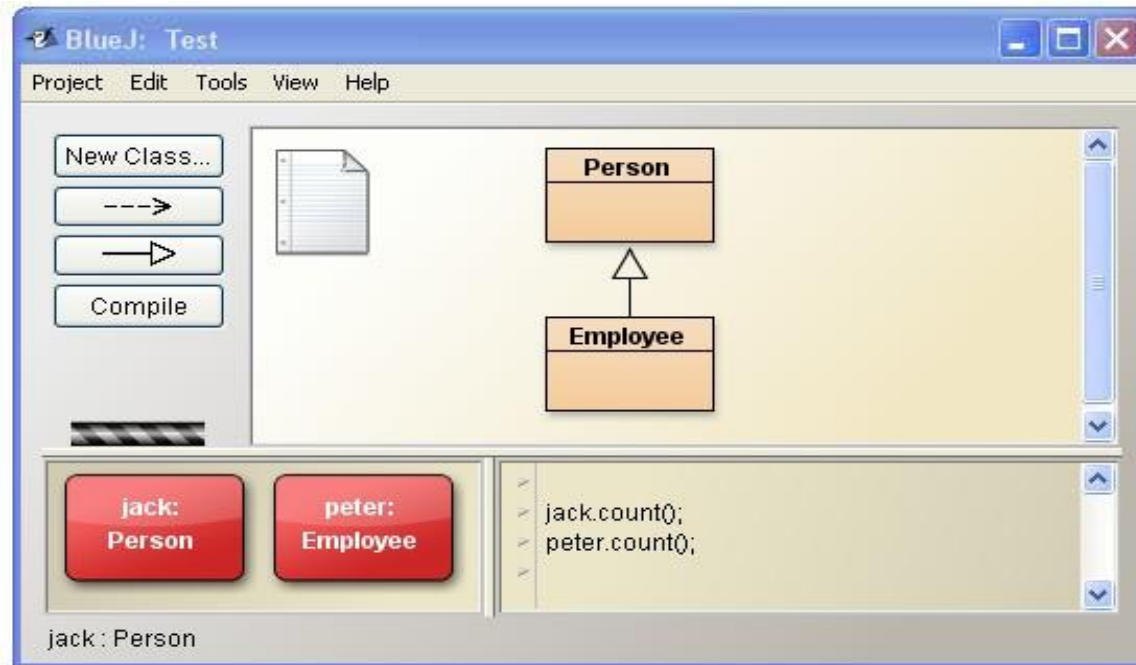 BlueJ: Test
Project Edit Tools View Help
New Class...
Compile
Person
Employee
jack:
Person
peter:
Employee
jack.count();
peter.count();
jack : Person